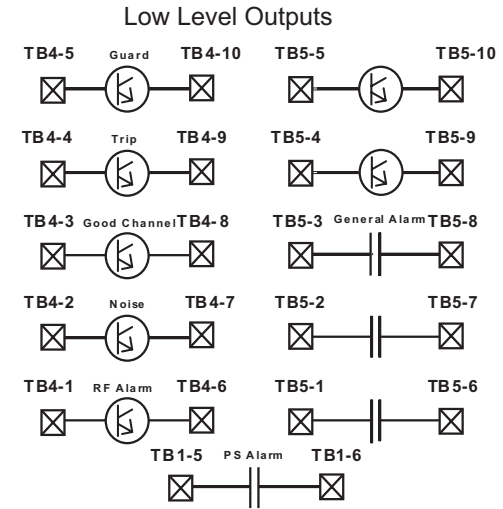 Low Level Outputs
TB4-5 Guard TB4-10 TB5-5 TB5-10
TB4-4 Trip TB4-9 TB5-4 TB5-9
TB4-3 Good Channel TB4-8 TB5-3 General Alarm TB5-8
TB4-2 Noise TB4-7 TB5-2 TB5-7
TB4-1 RF Alarm TB4-6 TB5-1 TB5-6
TB1-5 PS Alarm TB1-6